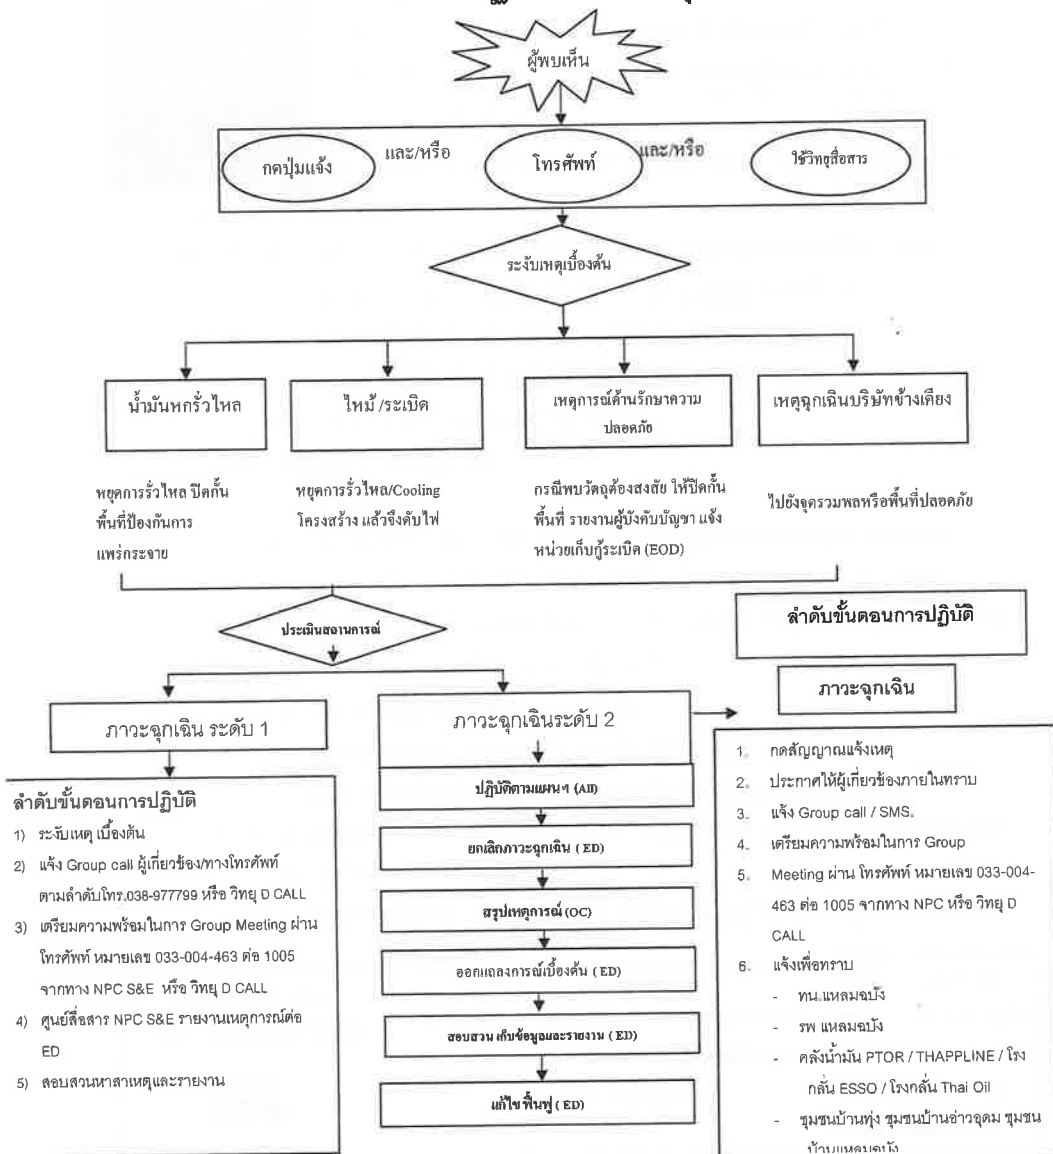 ผู้พบเห็น
กดปุ่มแจ้ง
และ/หรือ
โทรศัพท์
และ/หรือ
ใช้วิทยุสื่อสาร
ระงับเหตุเบื้องต้น
น้ำมันหกรั่วไหล
ไหม้ /ระเบิด
เหตุการณ์ด้านรักษาความ
ปลอดภัย
เหตุฉุกเฉินบริษัทข้างเคียง
หยุดการรั่วไหล ปิดกั้น
พื้นที่ป้องกันการ
แพร่กระจาย
หยุดการรั่วไหล/Cooling
โครงสร้าง แล้วจึงดับไฟ
กรณีพบวัตถุต้องสงสัย ให้ปิดกั้น
พื้นที่ รายงานผู้บังคับบัญชา แจ้ง
หน่วยเก็บกู้ระเบิด (EOD)
ไปยังจุดรวมพลหรือพื้นที่ปลอดภัย
ประเมินสถานการณ์
ภาวะฉุกเฉิน ระดับ 1
ลำดับขั้นตอนการปฏิบัติ
1) ระงับเหตุ เบื้องต้น
2) แจ้ง Group call ผู้เกี่ยวข้อง/ทางโทรศัพท์
ตามลำดับโทร.038-977799 หรือ วิทยุ D CALL
3) เตรียมความพร้อมในการ Group Meeting ผ่าน
โทรศัพท์ หมายเลข 033-004-463 ต่อ 1005
จากทาง NPC S&E หรือ วิทยุ D CALL
4) ศูนย์สื่อสาร NPC S&E รายงานเหตุการณ์ต่อ
ED
5) สอบสวนหาสาเหตุและรายงาน
ภาวะฉุกเฉินระดับ 2
ปฏิบัติตามแผนฯ (All)
ยกเลิกภาวะฉุกเฉิน ( ED)
สรุปเหตุการณ์ (OC)
ออกแถลงการณ์เบื้องต้น ( ED)
สอบสวน เก็บข้อมูลและรายงาน ( ED)
แก้ไข ฟื้นฟู ( ED)
ลำดับขั้นตอนการปฏิบัติ
ภาวะฉุกเฉิน
1. กดสัญญาณแจ้งเหตุ
2. ประกาศให้ผู้เกี่ยวข้องภายในทราบ
3. แจ้ง Group call / SMS.
4. เตรียมความพร้อมในการ Group
5. Meeting ผ่าน โทรศัพท์ หมายเลข 033-004-
463 ต่อ 1005 จากทาง NPC หรือ วิทยุ D
CALL
6. แจ้งเพื่อทราบ
- ทน.แหลมฉบัง
- รพ แหลมฉบัง
- คลังน้ำมัน PTOR / THAPPLINE / โรง
กลั่น ESSO / โรงกลั่น Thai Oil
- ชุมชนบ้านทุ่ง ชุมชนบ้านอ่าวอุดม ชุมชน
บ้านแหลมฉบัง